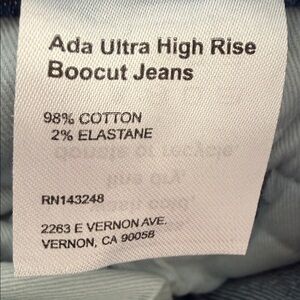 Ada Ultra High Rise
Boocut Jeans
98% COTTON
2% ELASTANE
RN143248
2263 E VERNON AVE.
VERNON, CA 90058